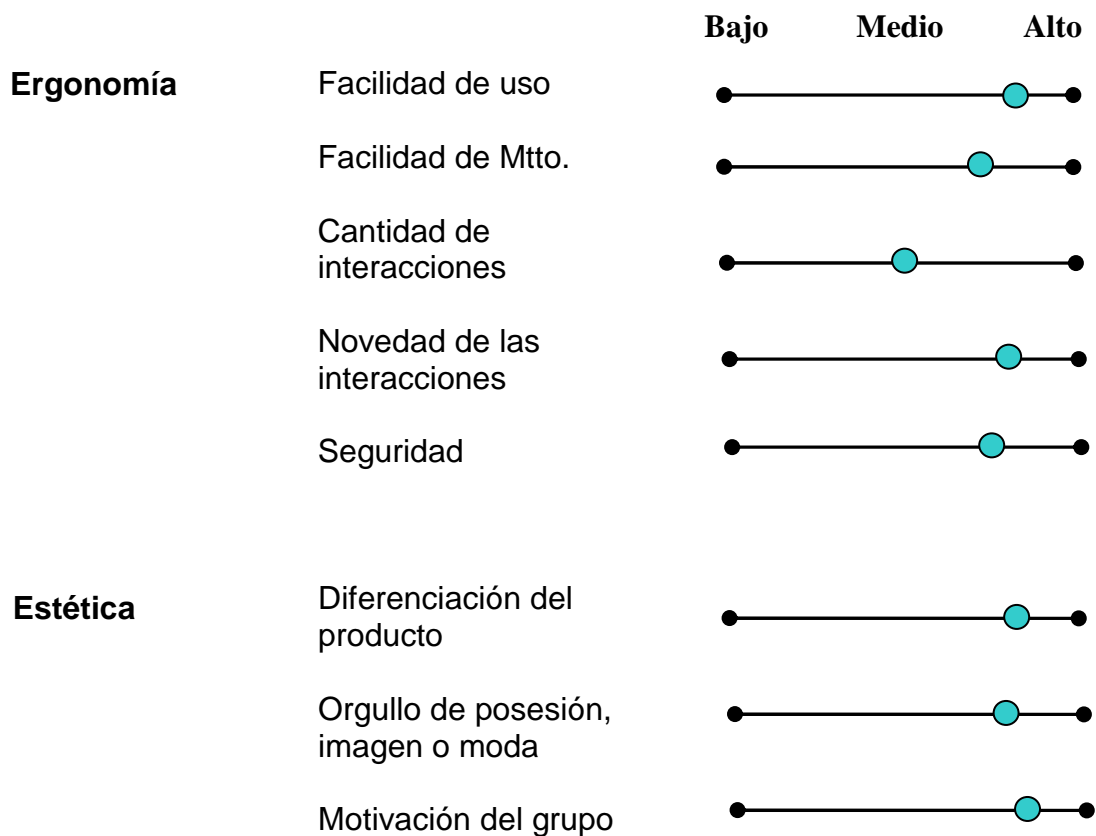 Bajo Medio Alto
Ergonomía Facilidad de uso
Facilidad de Mtto.
Cantidad de
interacciones
Novedad de las
interacciones
Seguridad
Estética Diferenciación del
producto
Orgullo de posesión,
imagen o moda
Motivación del grupo